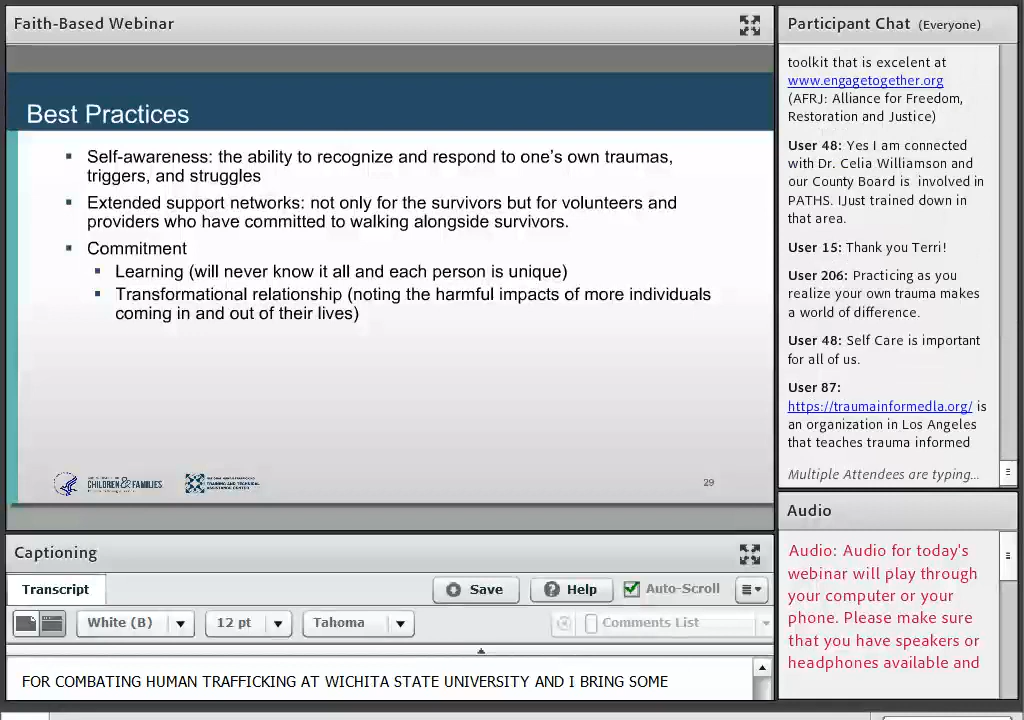 Faith-Based Webinar
Best Practices
Self-awareness: the ability to recognize and respond to one's own traumas,
triggers, and struggles
Extended support networks: not only for the survivors but for volunteers and
providers who have committed to walking alongside survivors.
Commitment
Learning (will never know it all and each person is unique)
Transformational relationship (noting the harmful impacts of more individuals
coming in and out of their lives)
CHILDREN & FAMILIES
29
Captioning
Transcript
Save
Help
Auto-Scroll
White (B)
12 pt
Tahoma
Comments List
FOR COMBATING HUMAN TRAFFICKING AT WICHITA STATE UNIVERSITY AND I BRING SOME
Participant Chat (Everyone)
toolkit that is excelent at
www.engagetogether.org
(AFRJ: Alliance for Freedom,
Restoration and Justice)
User 48: Yes I am connected
with Dr. Celia Williamson and
our County Board is involved in
PATHS. IJust trained down in
that area.
User 15: Thank you Terri!
User 206: Practicing as you
realize your own trauma makes
a world of difference.
User 48: Self Care is important
for all of us.
User 87:
https://traumainformedla.org/ is
an organization in Los Angeles
that teaches trauma informed
Multiple Attendees are typing...
Audio
Audio: Audio for today's
webinar will play through
your computer or your
phone. Please make sure
that you have speakers or
headphones available and